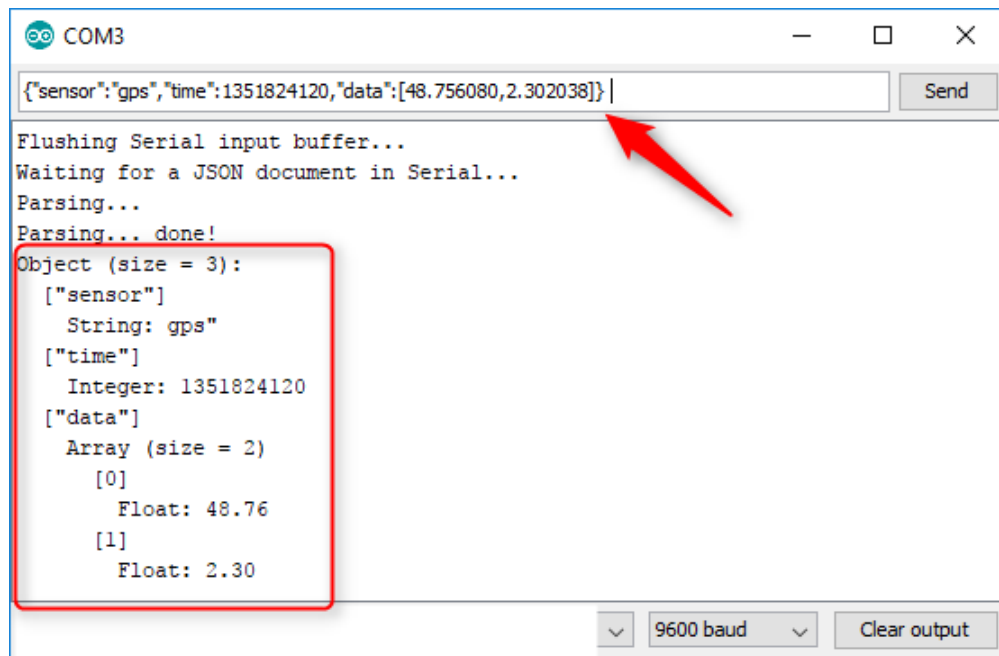 COM3
{"sensor":"gps","time":1351824120,"data":[48.756080,2.302038]}
Send
Flushing Serial input buffer...
Waiting for a JSON document in Serial...
Parsing...
Parsing... done!
Object (size = 3):
["sensor"]
String: gps"
["time"]
Integer: 1351824120
["data"]
Array (size = 2)
[0]
Float: 48.76
[1]
Float: 2.30
9600 baud
Clear output